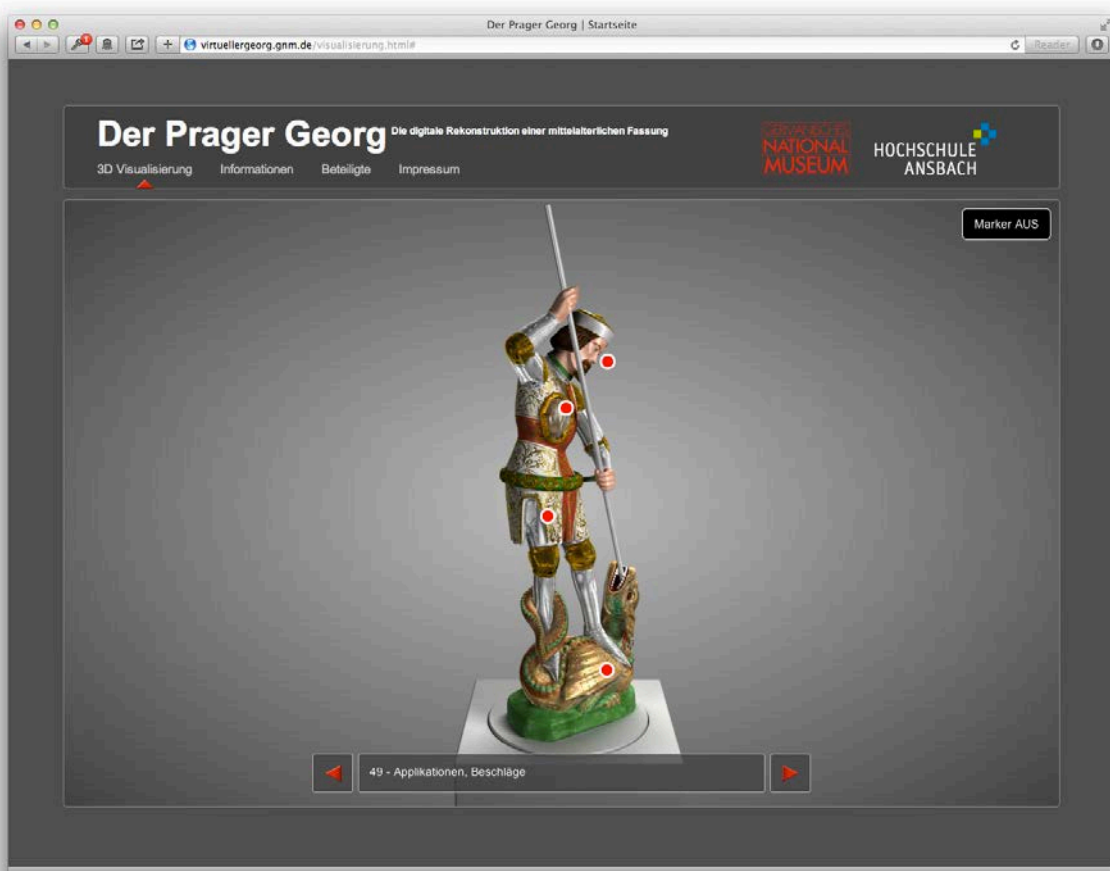 Der Prager Georg | Startseite
1
virtuellergeorg.gnm.de/visualisierung.html#
Reader
Der Prager Georg Die digitale Rekonstruktion einer mittelalterlichen Fassung
3D Visualisierung Informationen Beteiligte Impressum
GERMANISCHES
NATIONAL
MUSEUM
HOCHSCHULE
ANSBACH
Marker AUS
49 - Applikationen, Beschläge